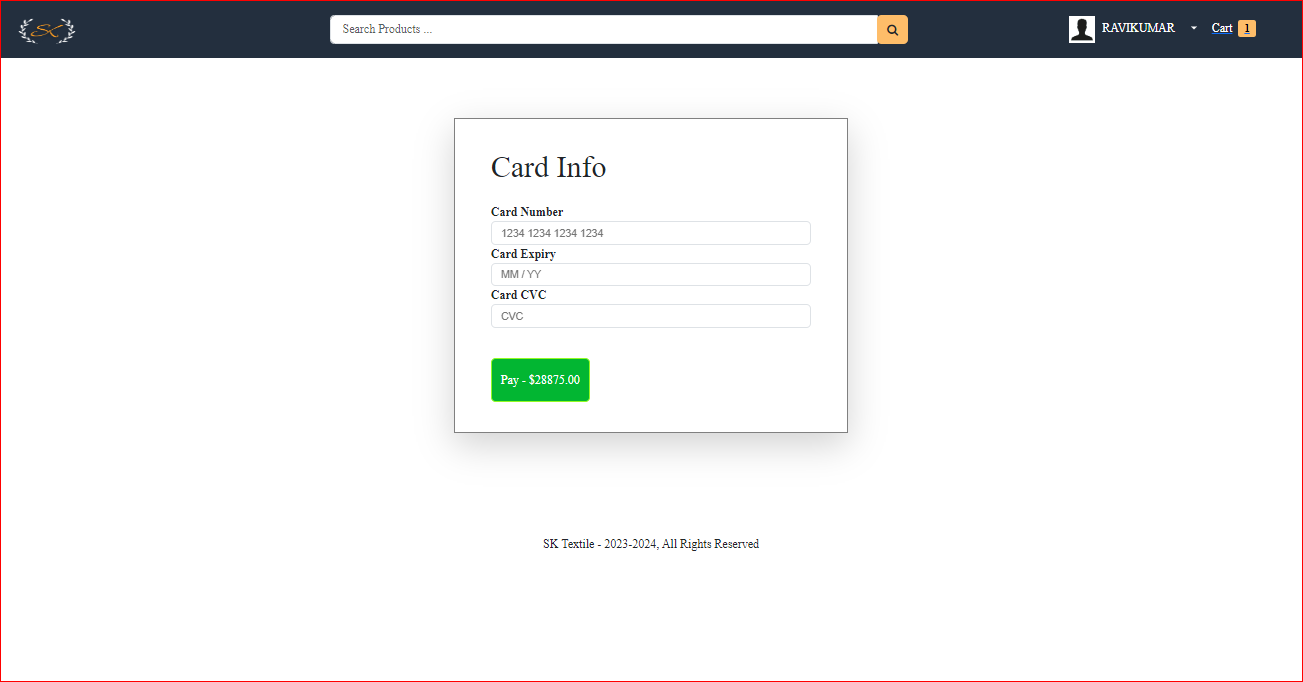 SK
Search Products ...
RAVIKUMAR
Cart 1
Card Info
Card Number
1234 1234 1234 1234
Card Expiry
MM / YY
Card CVC
CVC
Pay - $28875.00
SK Textile - 2023-2024, All Rights Reserved